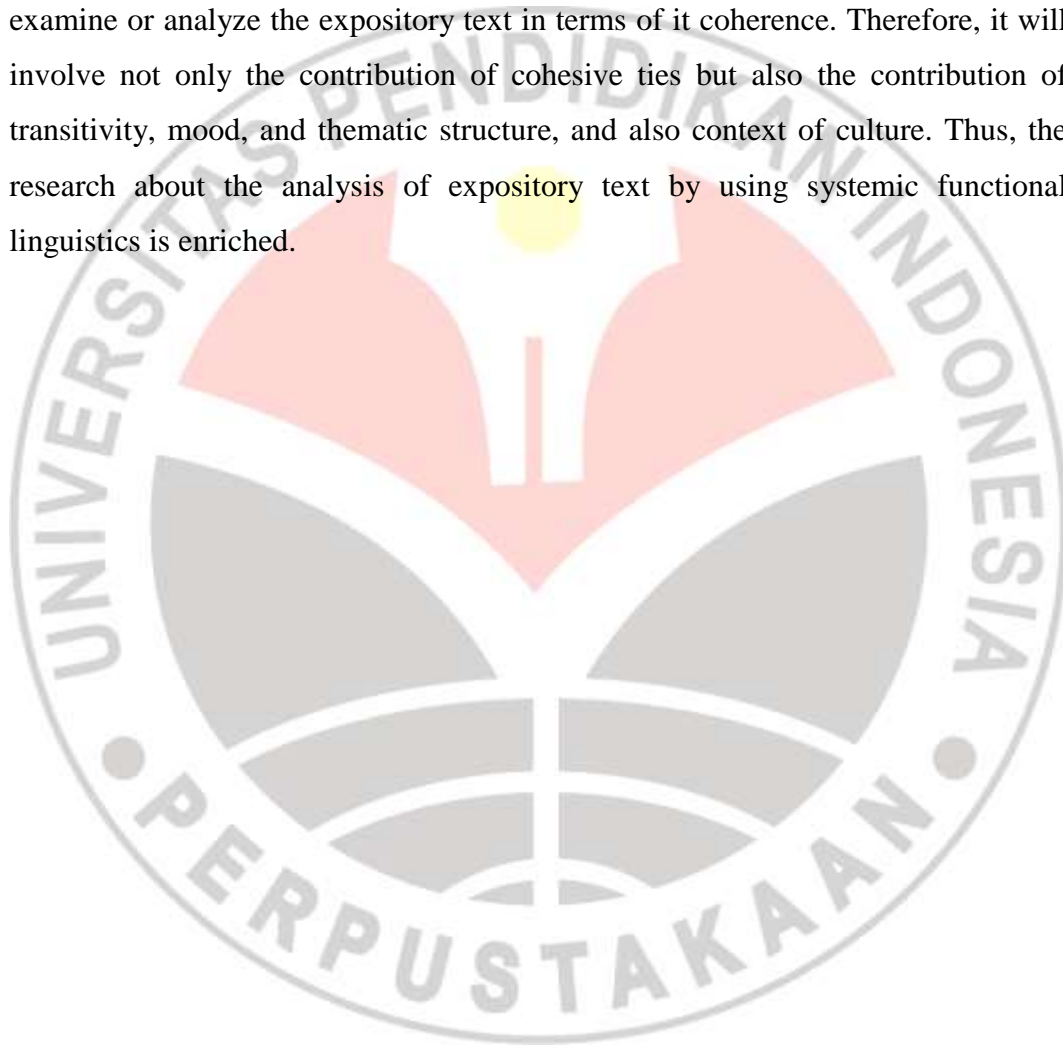 examine or analyze the expository text in terms of it coherence. Therefore, it will
involve not only the contribution of cohesive ties but also the contribution of
transitivity, mood, and thematic structure, and also context of culture. Thus, the
research about the analysis of expository text by using systemic functional
linguistics is enriched.
UNIVERSITAS PENDIDIKAN INDONESIA
PERPUSTAKAAN